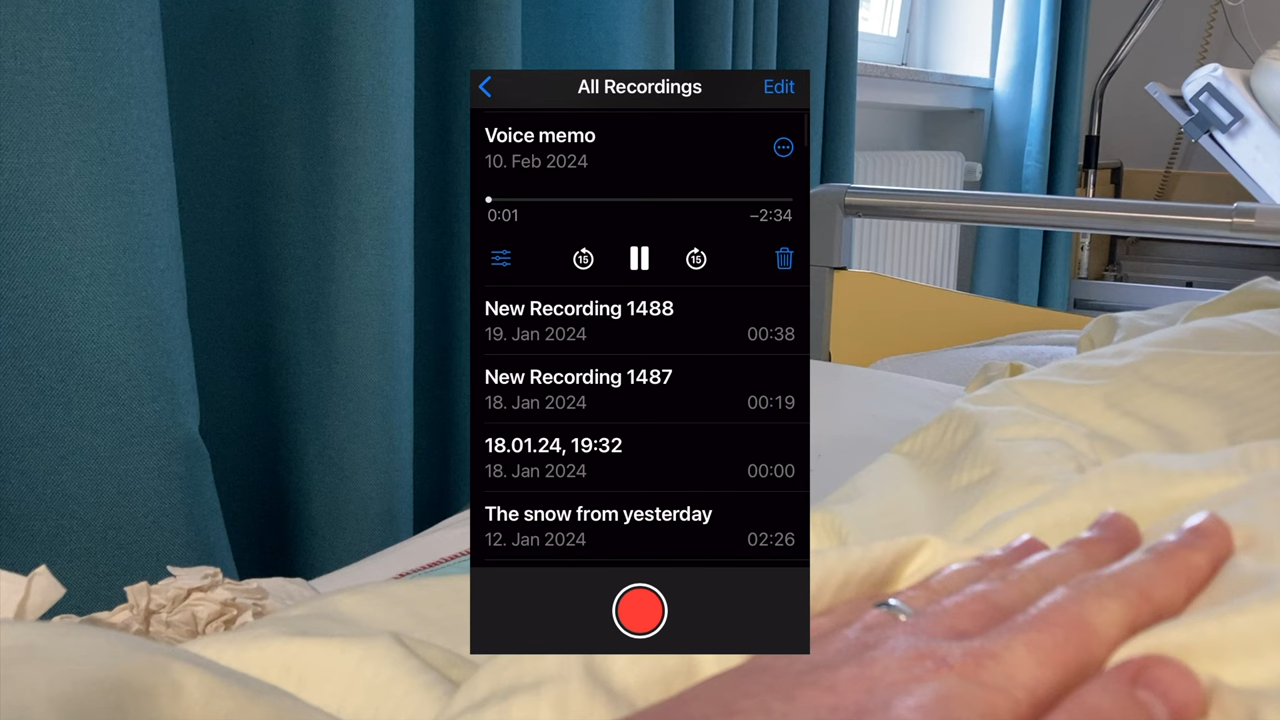 All Recordings
Edit
Voice memo
10. Feb 2024
0:01
–2:34
15
15
New Recording 1488
19. Jan 2024
00:38
New Recording 1487
18. Jan 2024
00:19
18.01.24, 19:32
18. Jan 2024
00:00
The snow from yesterday
12. Jan 2024
02:26